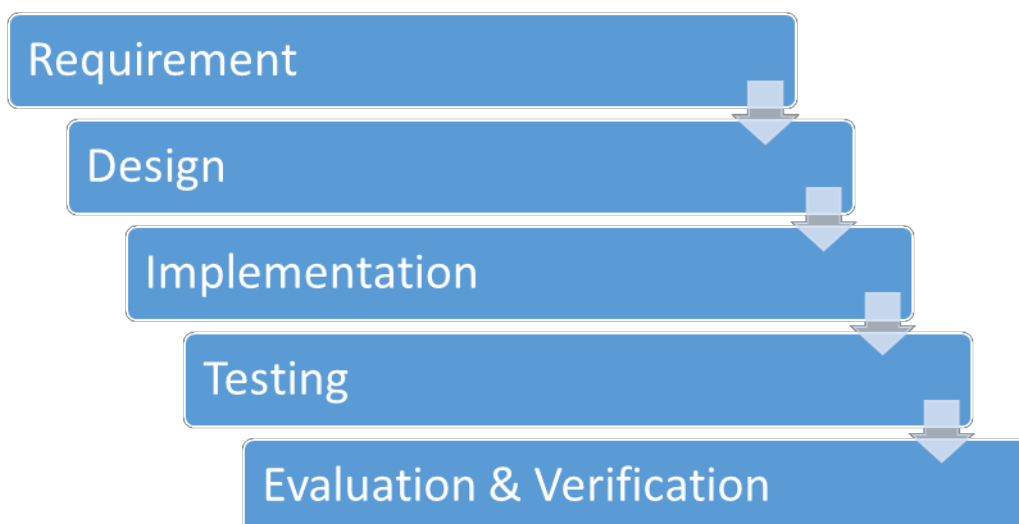 Requirement
Design
Implementation
Testing
Evaluation & Verification